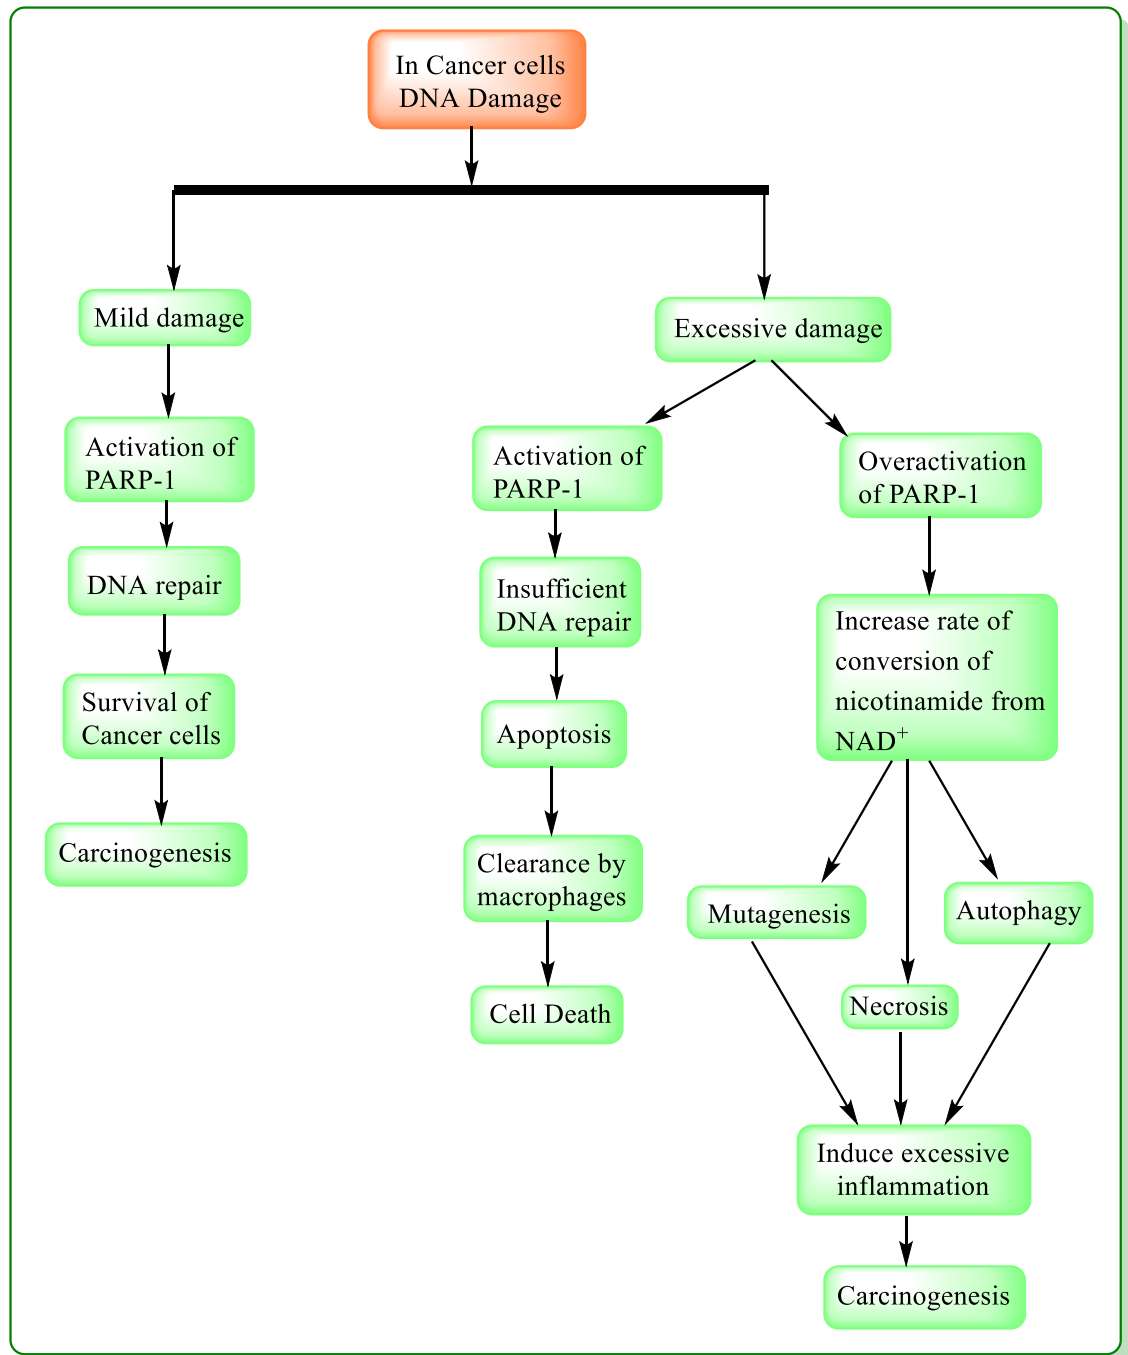 In Cancer cells
DNA Damage
Mild damage
Activation of
PARP-1
DNA repair
Survival of
Cancer cells
Carcinogenesis
Excessive damage
Activation of
PARP-1
Insufficient
DNA repair
Apoptosis
Clearance by
macrophages
Cell Death
Overactivation
of PARP-1
Increase rate of
conversion of
nicotinamide from
NAD⁺
Mutagenesis
Necrosis
Autophagy
Induce excessive
inflammation
Carcinogenesis